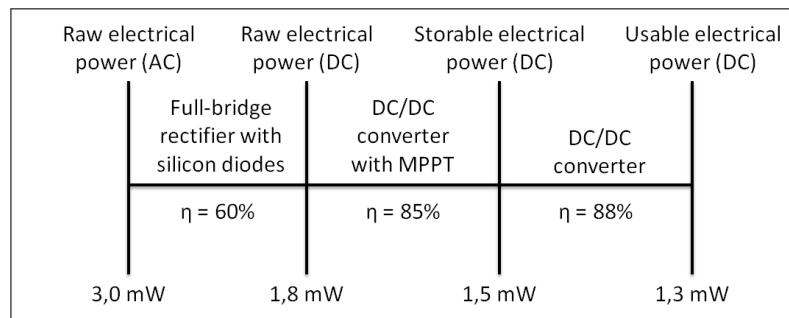 Raw electrical
power (AC)
Raw electrical
power (DC)
Storable electrical
power (DC)
Usable electrical
power (DC)
Full-bridge
rectifier with
silicon diodes
DC/DC
converter
with MPPT
DC/DC
converter
η = 60%
η = 85%
η = 88%
3,0 mW
1,8 mW
1,5 mW
1,3 mW